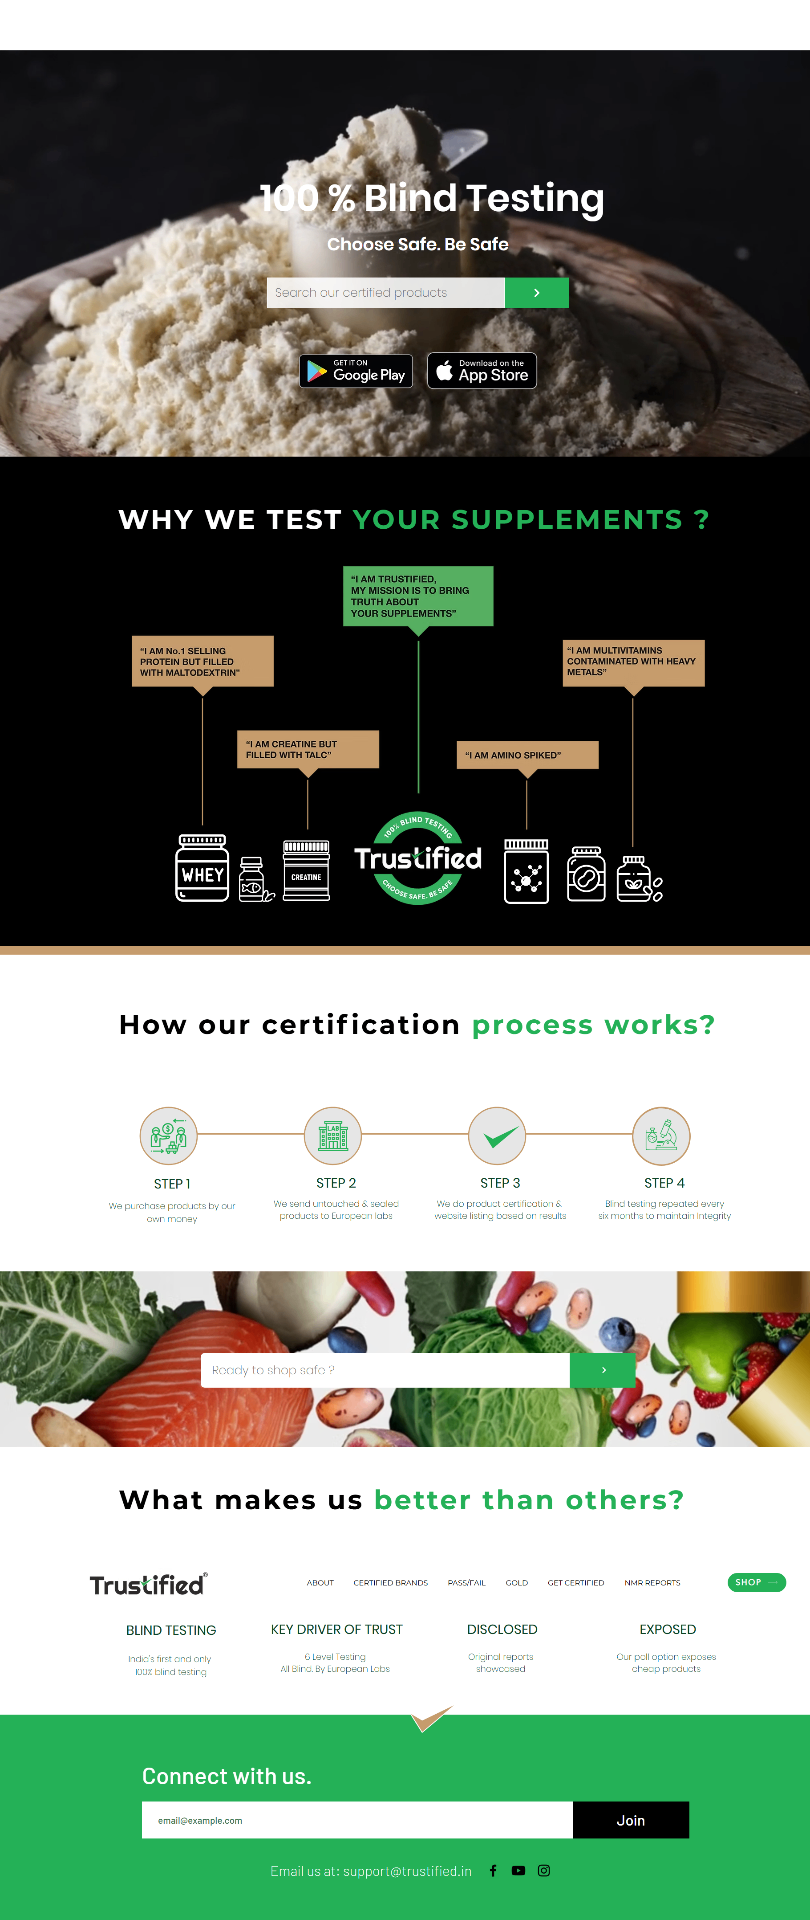 100 % Blind Testing
Choose Safe. Be Safe
Search our certified products
GET IT ON
Google Play
Download on the
App Store
WHY WE TEST YOUR SUPPLEMENTS ?
“I AM TRUSTIFIED,
MY MISSION IS TO BRING
TRUTH ABOUT
YOUR SUPPLEMENTS”
“I AM No.1 SELLING
PROTEIN BUT FILLED
WITH MALTODEXTRIN”
“I AM MULTIVITAMINS
CONTAMINATED WITH HEAVY
METALS”
“I AM CREATINE BUT
FILLED WITH TALC”
“I AM AMINO SPIKED”
100% BLIND TESTING
Trustified
CHOOSE SAFE. BE SAFE
WHEY
CREATINE
How our certification process works?
LAB
STEP 1
We purchase products by our
own money
STEP 2
We send untouched & sealed
products to European labs
STEP 3
We do product certification &
website listing based on results
STEP 4
Blind testing repeated every
six months to maintain Integrity
Ready to shop safe ?
What makes us better than others?
Trustified®
ABOUT
CERTIFIED BRANDS
PASS/FAIL
GOLD
GET CERTIFIED
NMR REPORTS
SHOP
BLIND TESTING
India's first and only
100% blind testing
KEY DRIVER OF TRUST
6 Level Testing
All Blind. By European Labs
DISCLOSED
Original reports
showcased
EXPOSED
Our poll option exposes
cheap products
Connect with us.
email@example.com
Join
Email us at: support@trustified.in